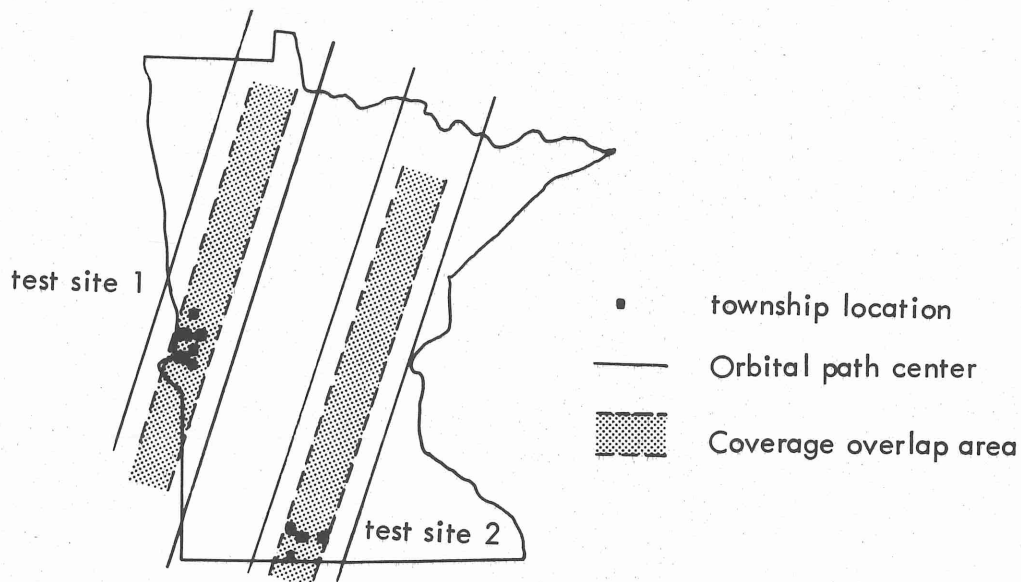 test site 1
township location
Orbital path center
Coverage overlap area
test site 2